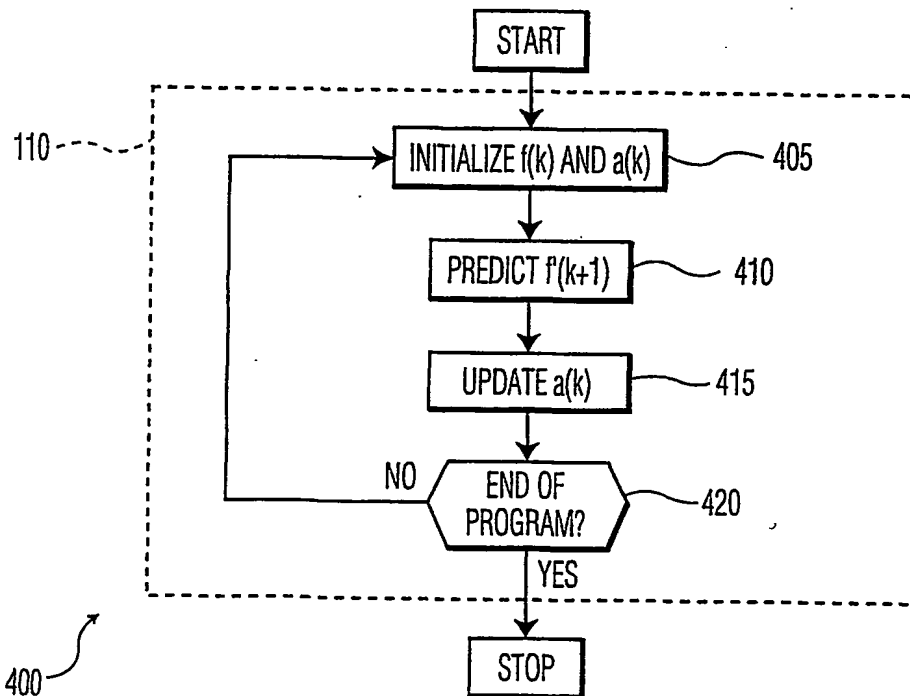 START
110
INITIALIZE f(k) AND a(k)
405
PREDICT f'(k+1)
410
UPDATE a(k)
415
NO
END OF
PROGRAM?
420
YES
STOP
400